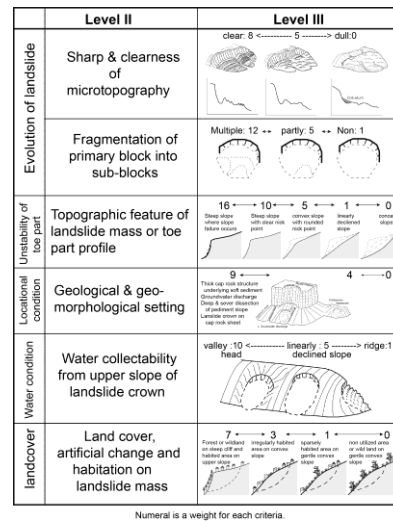 Level II
Level III
Evolution of landslide
Sharp & clearness
of
microtopography
clear: 8 <---------- 5 ------> dull:0
Fragmentation of
primary block into
sub-blocks
Multiple: 12 ↔ partly: 5 ↔ Non: 1
Unstability of
toe part
Topographic feature of
landslide mass or toe
part profile
16 ↔ 10 ↔ 5 ↔ 1 ↔ 0
Steep slope
where slope
failure occurs
Steep slope
with clear nick
point
convex slope
with rounded
nick point
linearly
declined
slope
slope
Locational
condition
Geological & geo-
morphological setting
9 ↔ 4 ↔ 0
Thick cap rock structure
underlying soft sediment
Groundwater discharge
Deep & sever dissection
of pediment slope
Landslide crown on
cap rock sheet
Water condition
Water collectability
from upper slope of
landslide crown
valley :10 <---------- linearly : 5 -------> ridge:1
head
declined slope
landcover
Land cover,
artificial change and
habitation on
landslide mass
7 ↔ 3 ↔ 1 ↔ 0
Forest or wildland
on steep cliff and
habited area on
upper slope
irregularly habited
area on convex
slope
sparsely
habited area on
gentle convex
slope
non utilized area
or wild land on
gentle convex
slope
Numeral is a weight for each criteria.